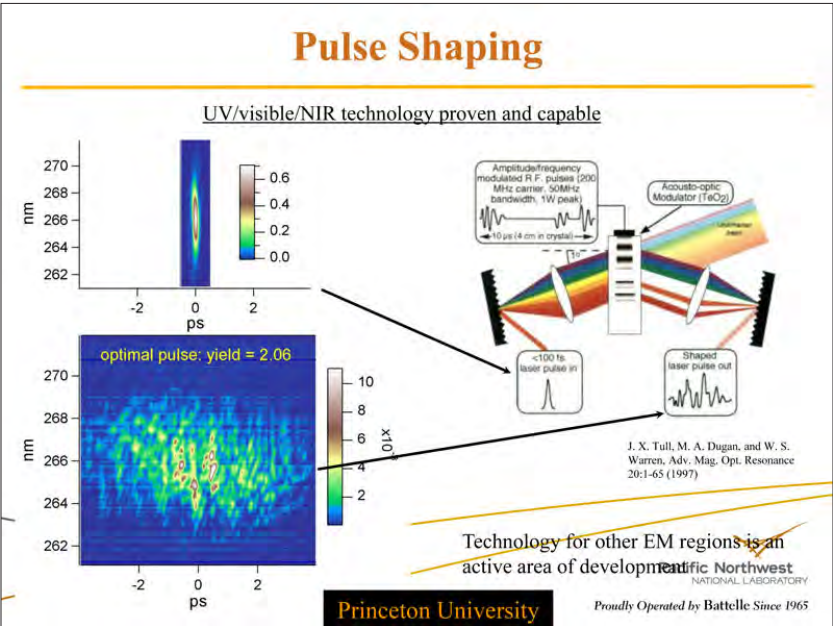 Pulse Shaping
UV/visible/NIR technology proven and capable
270
268
266
264
262
nm
0.6
0.4
0.2
0.0
-2
0
2
ps
optimal pulse: yield = 2.06
270
268
266
264
262
nm
10
8
6
4
2
-2
0
2
ps
Amplitude/frequency
modulated R.F. pulses (200
MHz carrier, 50MHz
bandwidth, 1W peak)
10 μs (4 cm in crystal)
Acousto-optic
Modulator (TeO2)
1°
<100 fs
laser pulse in
Shaped
laser pulse out
J. X. Tull, M. A. Dugan, and W. S.
Warren, Adv. Mag. Opt. Resonance
20:1-65 (1997)
Technology for other EM regions is an
active area of development
Pacific Northwest
NATIONAL LABORATORY
Proudly Operated by Battelle Since 1965
Princeton University